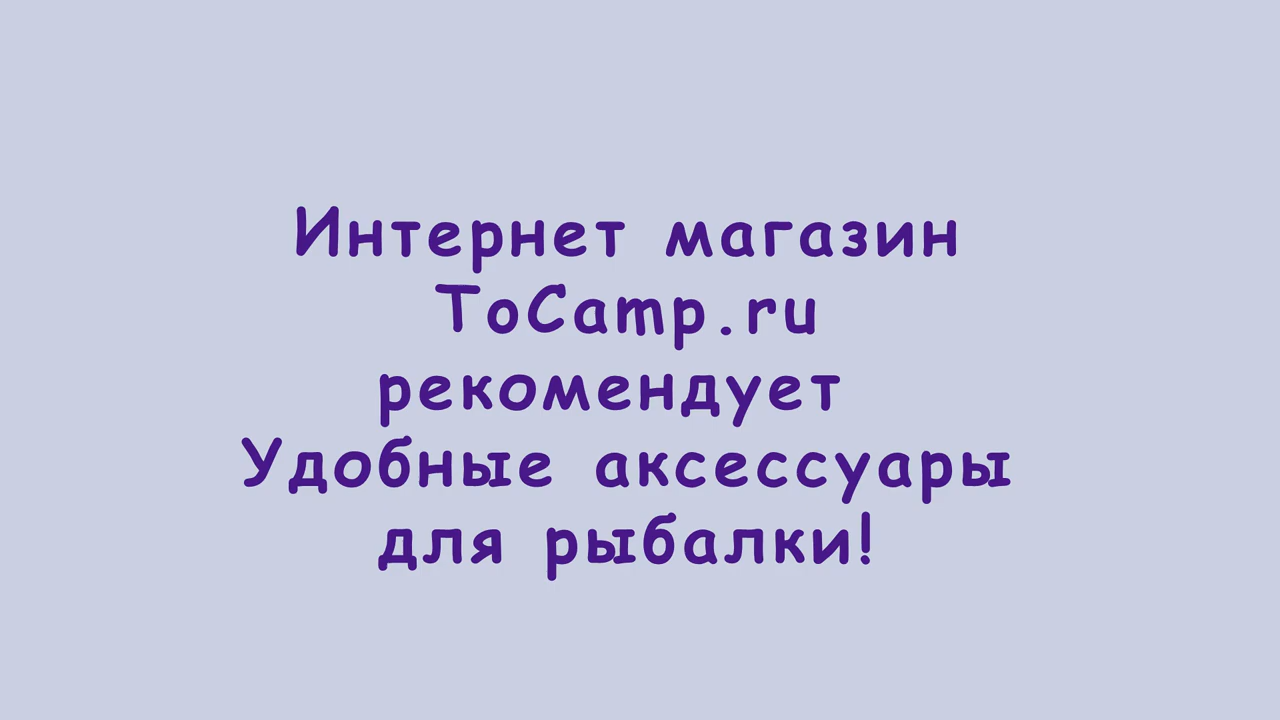 Интернет магазин
ToCamp.ru
рекомендует
Удобные аксессуары
для рыбалки!